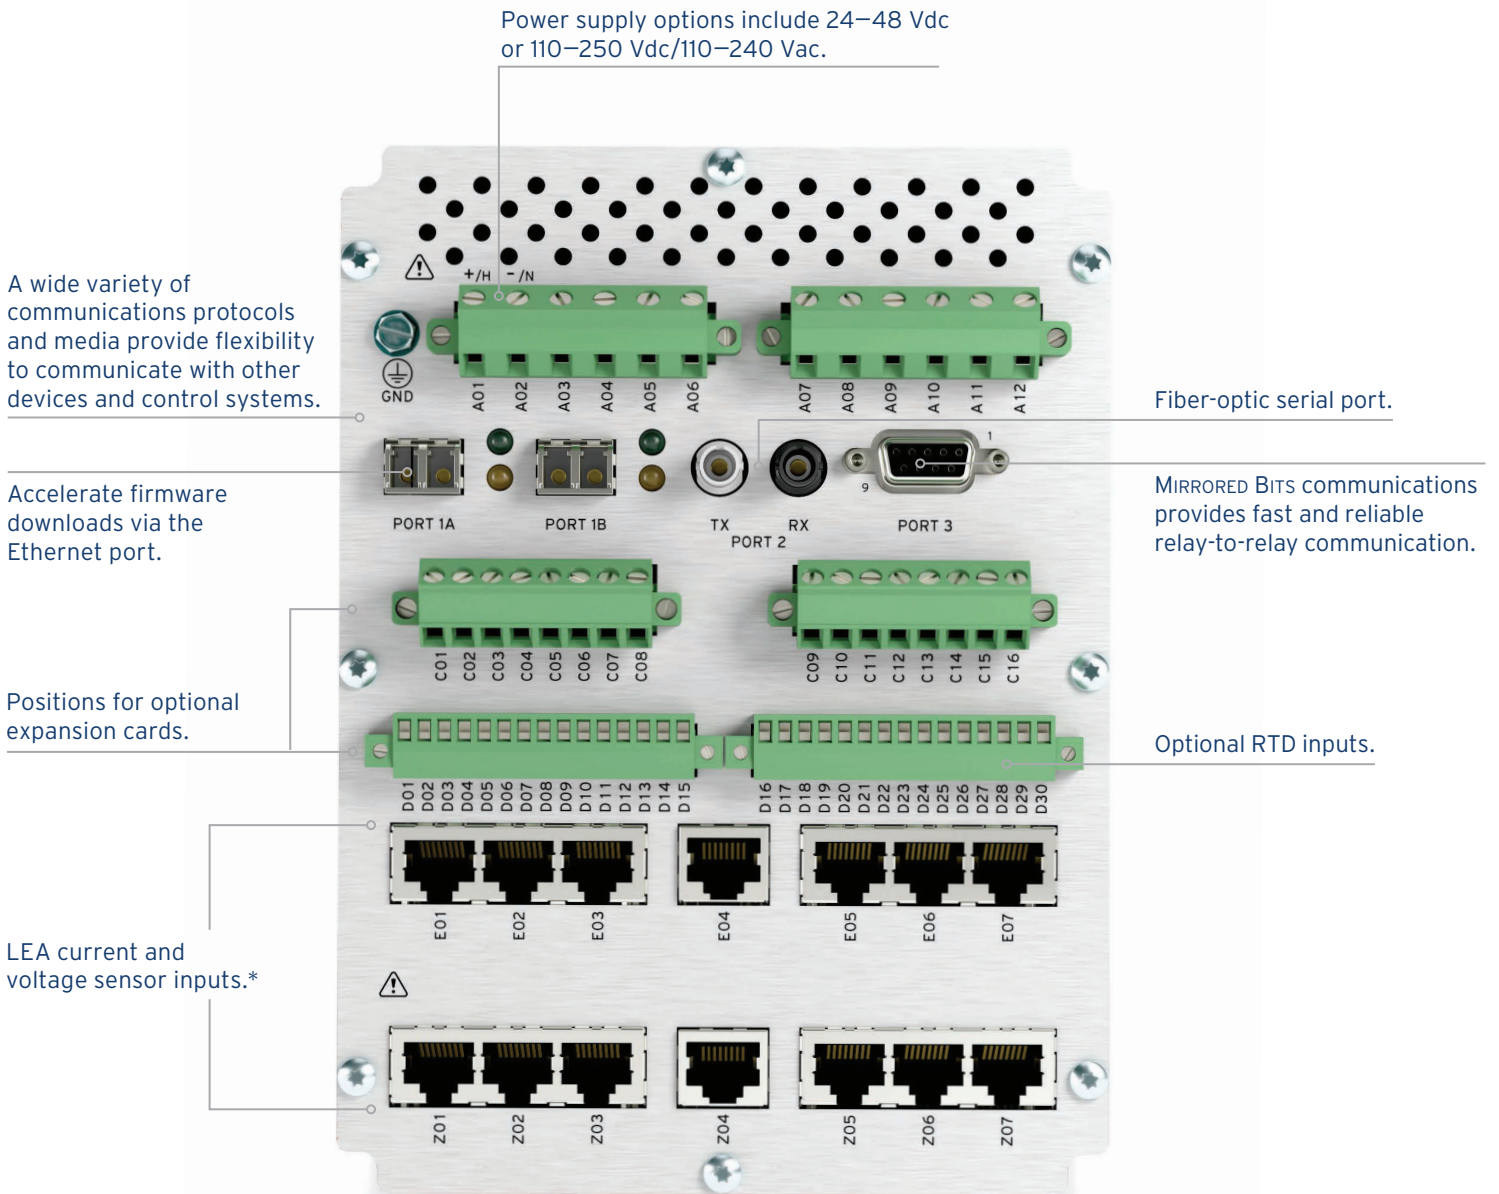 Power supply options include 24–48 Vdc
or 110–250 Vdc/110–240 Vac.
A wide variety of
communications protocols
and media provide flexibility
to communicate with other
devices and control systems.
+/H -/N
GND
A01 A02 A03 A04 A05 A06
A07 A08 A09 A10 A11 A12
Fiber-optic serial port.
Accelerate firmware
downloads via the
Ethernet port.
1
9
PORT 1A
PORT 1B
TX
RX
PORT 2
PORT 3
MIRRORED BITS communications
provides fast and reliable
relay-to-relay communication.
C01 C02 C03 C04 C05 C06 C07 C08
C09 C10 C11 C12 C13 C14 C15 C16
Positions for optional
expansion cards.
Optional RTD inputs.
D01 D02 D03 D04 D05 D06 D07 D08 D09 D10 D11 D12 D13 D14 D15
D16 D17 D18 D19 D20 D21 D22 D23 D24 D25 D26 D27 D28 D29 D30
E01 E02 E03 E04 E05 E06 E07
LEA current and
voltage sensor inputs.*
Z01 Z02 Z03 Z04 Z05 Z06 Z07